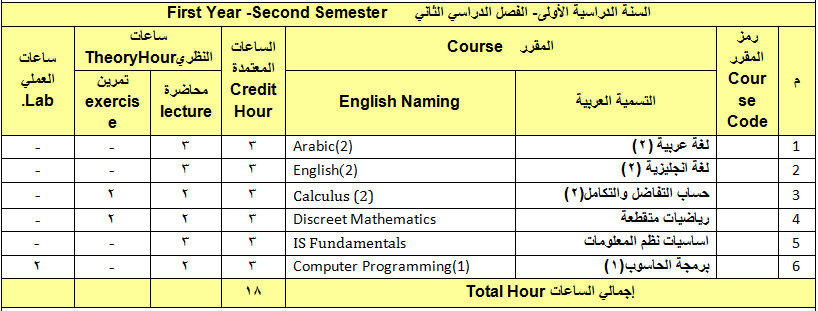 السنة الدراسية الأولى- الفصل الدراسي الثاني First Year -Second Semester
م
رمز المقرر Cour se Code
المقرر Course
التسمية العربية
English Naming
الساعات المعتمدة Credit Hour
ساعات النظريTheoryHour
محاضرة lecture
تمرين exercis e
ساعات العملي Lab.
1 لغة عربية (٢) Arabic(2) ٣ ٣ - -
2 لغة انجليزية (٢) English(2) ٣ ٣ - -
3 حساب التفاضل والتكامل(٢) Calculus (2) ٣ ٢ ٢ -
4 رياضيات متقطعة Discreet Mathematics ٣ ٢ ٢ -
5 اساسيات نظم المعلومات IS Fundamentals ٣ ٣ - -
6 برمجة الحاسوب(١) Computer Programming(1) ٣ ٢ - ٢
إجمالي الساعات Total Hour ١٨